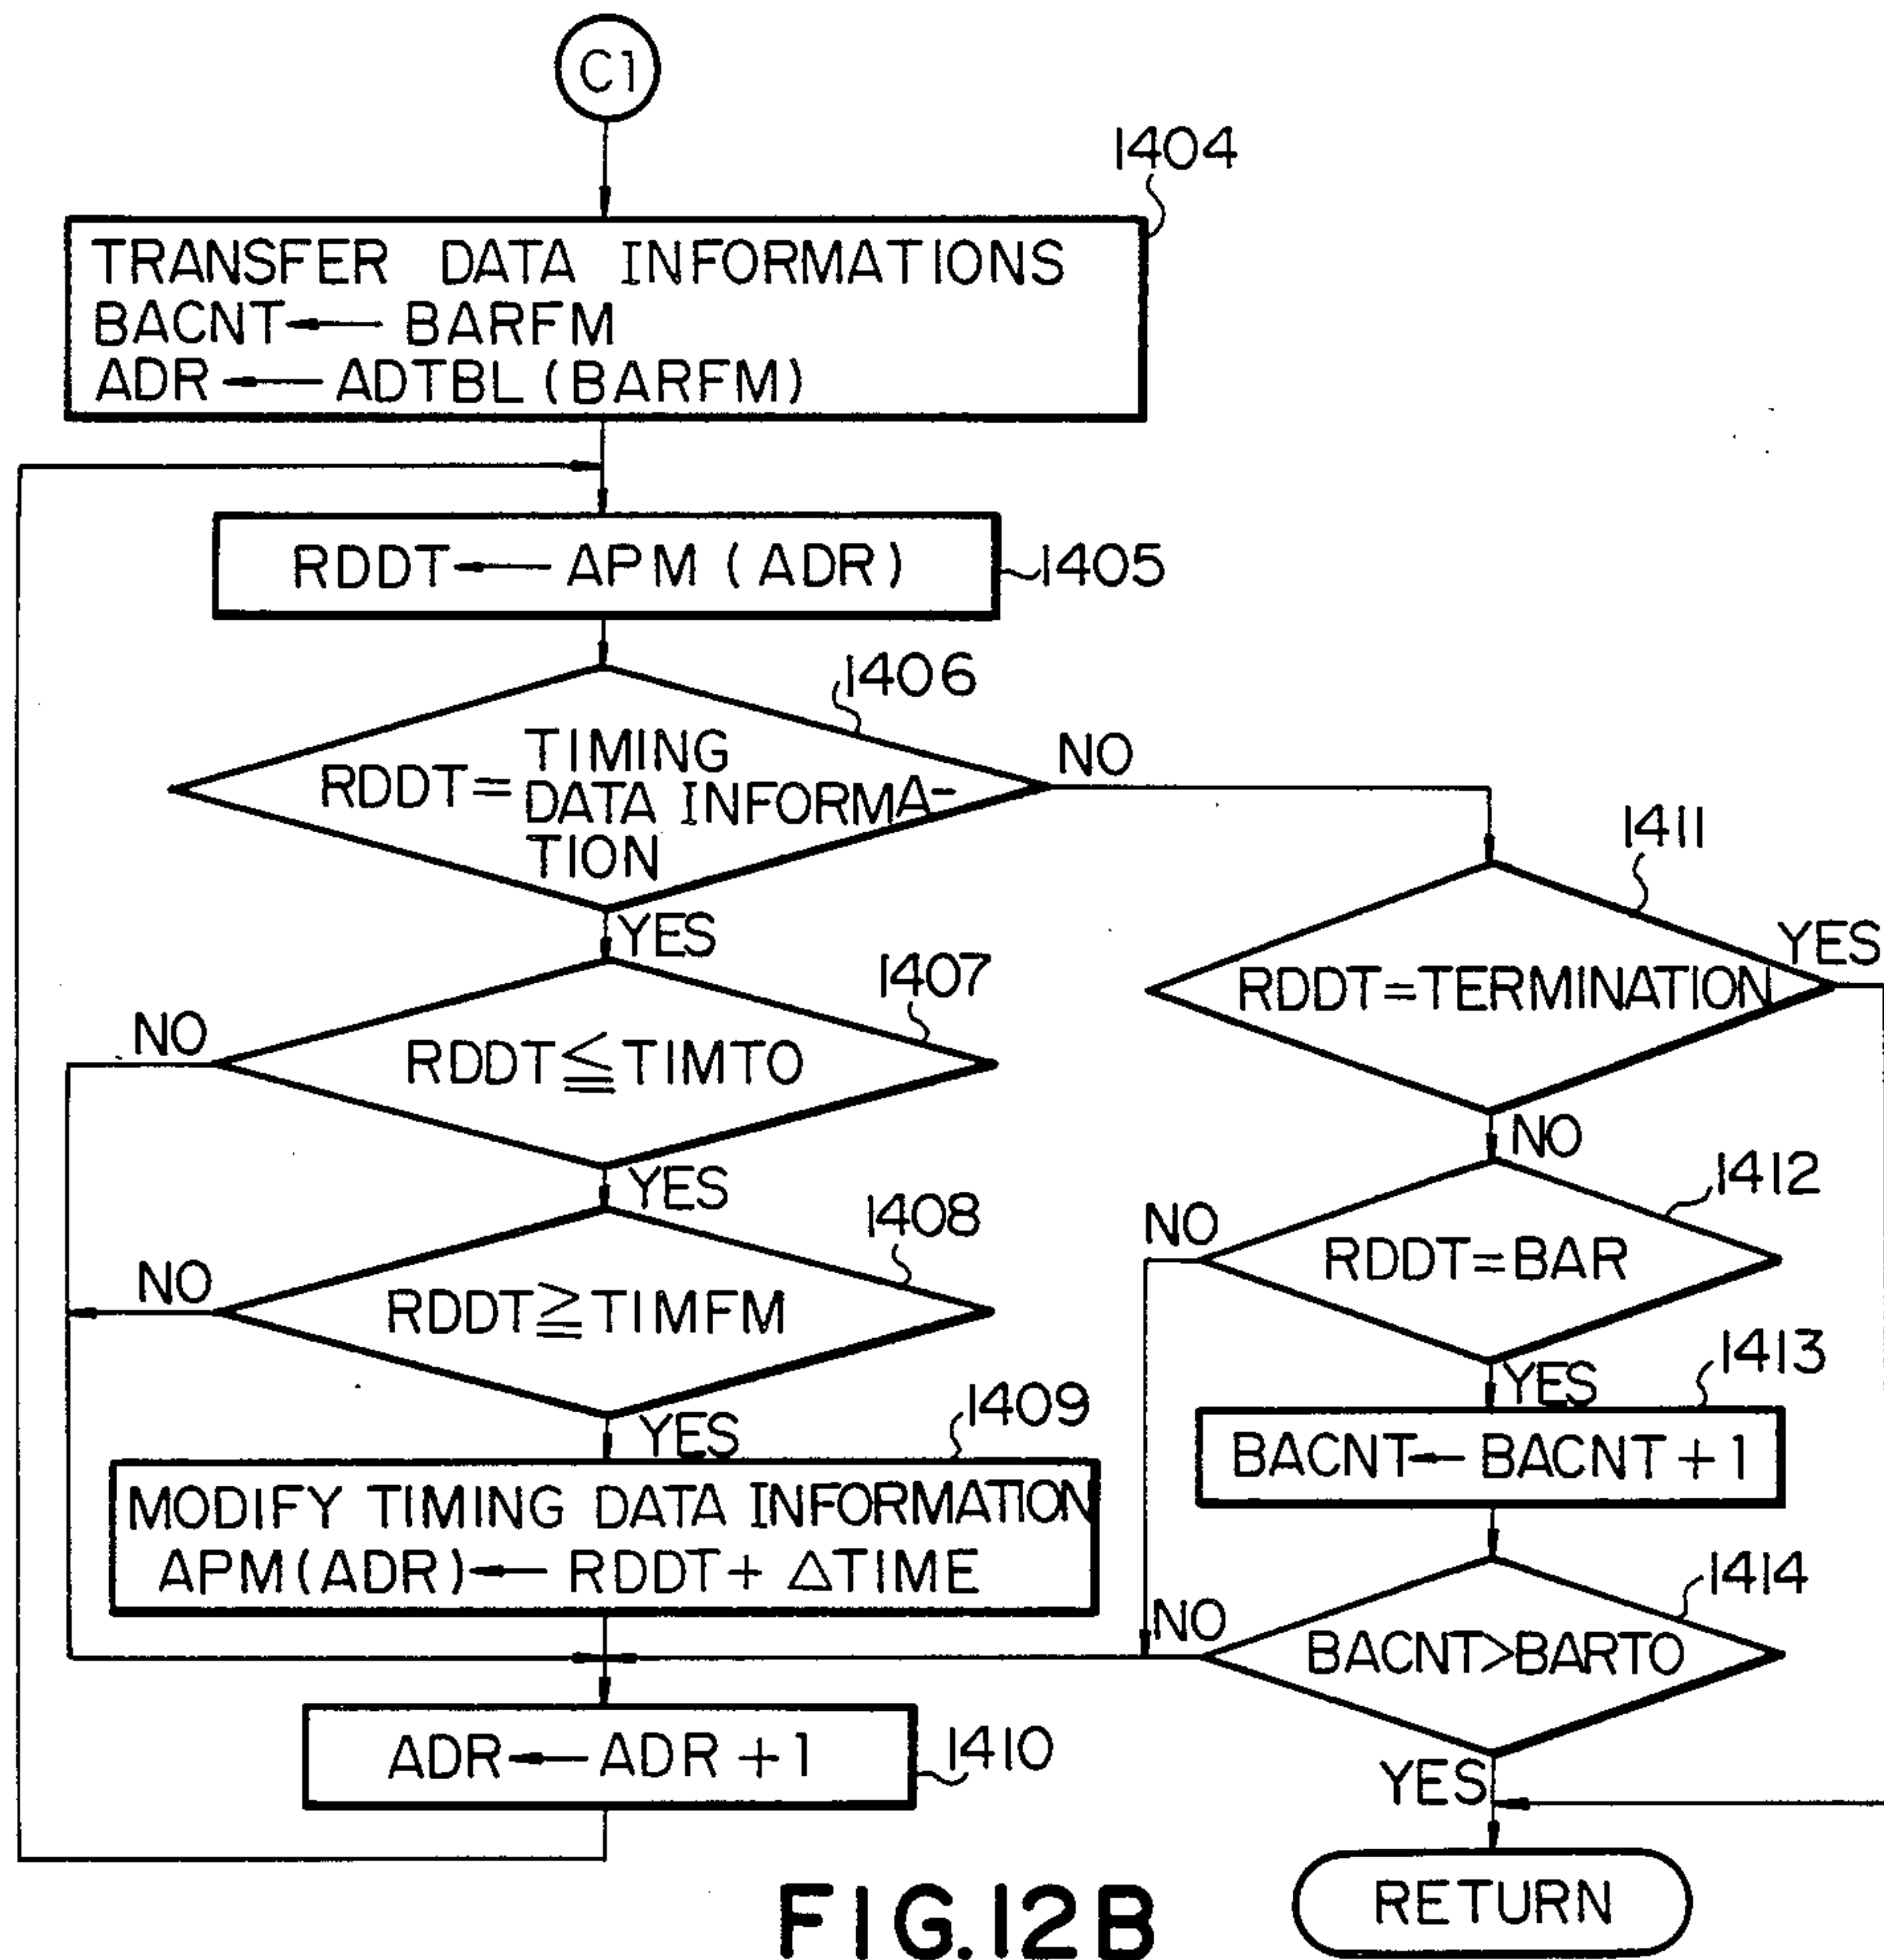 C1
1404
TRANSFER DATA INFORMATIONS
BACNT ← BARFM
ADR ← ADTBL (BARFM)
RDDT ← APM (ADR)
1405
1406
RDDT = TIMING
DATA INFORMA-
TION
NO
YES
1411
RDDT = TERMINATION
YES
NO
1407
RDDT ≦ TIMTO
NO
YES
1412
RDDT = BAR
NO
YES
1408
RDDT ≧ TIMFM
NO
YES
1413
BACNT ← BACNT + 1
1409
MODIFY TIMING DATA INFORMATION
APM (ADR) ← RDDT + △TIME
1414
BACNT > BARTO
NO
YES
ADR ← ADR + 1
1410
RETURN
FIG.12B